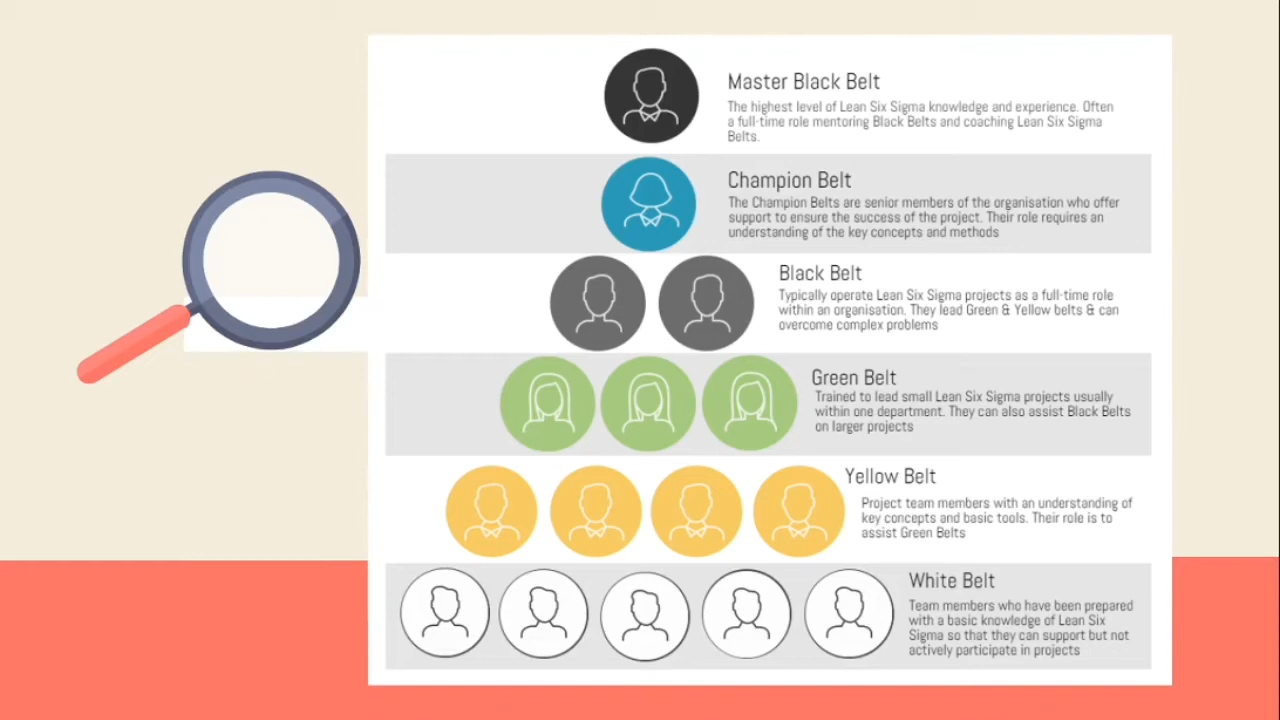 Master Black Belt
The highest level of Lean Six Sigma knowledge and experience. Often
a full-time role mentoring Black Belts and coaching Lean Six Sigma
Belts.
Champion Belt
The Champion Belts are senior members of the organisation who offer
support to ensure the success of the project. Their role requires an
understanding of the key concepts and methods
Black Belt
Typically operate Lean Six Sigma projects as a full-time role
within an organisation. They lead Green & Yellow belts & can
overcome complex problems
Green Belt
Trained to lead small Lean Six Sigma projects usually
within one department. They can also assist Black Belts
on larger projects
Yellow Belt
Project team members with an understanding of
key concepts and basic tools. Their role is to
assist Green Belts
White Belt
Team members who have been prepared
with a basic knowledge of Lean Six
Sigma so that they can support but not
actively participate in projects